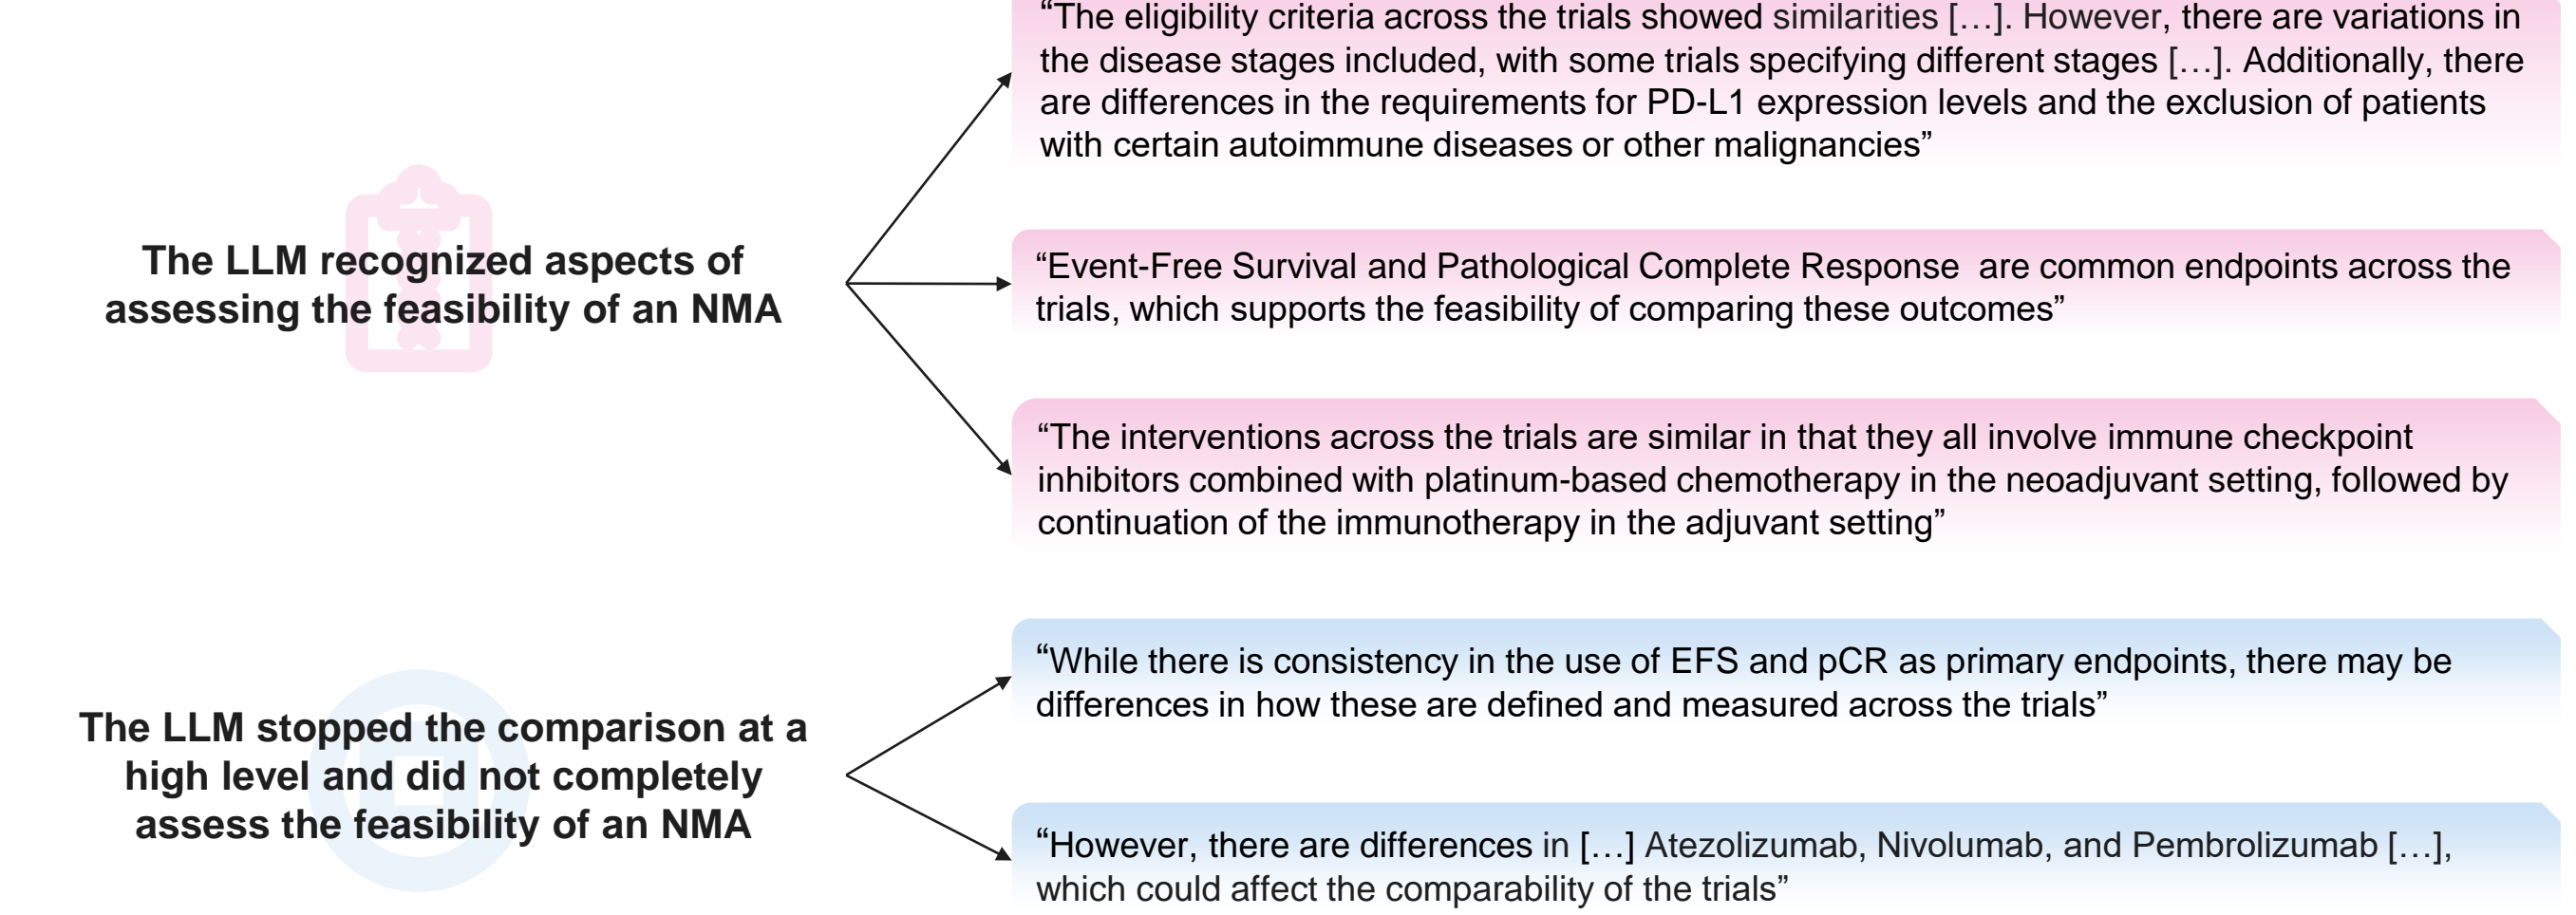 “The eligibility criteria across the trials showed similarities […]. However, there are variations in
the disease stages included, with some trials specifying different stages […]. Additionally, there
are differences in the requirements for PD-L1 expression levels and the exclusion of patients
with certain autoimmune diseases or other malignancies”
The LLM recognized aspects of
assessing the feasibility of an NMA
“Event-Free Survival and Pathological Complete Response  are common endpoints across the
trials, which supports the feasibility of comparing these outcomes”
“The interventions across the trials are similar in that they all involve immune checkpoint
inhibitors combined with platinum-based chemotherapy in the neoadjuvant setting, followed by
continuation of the immunotherapy in the adjuvant setting”
The LLM stopped the comparison at a
high level and did not completely
assess the feasibility of an NMA
“While there is consistency in the use of EFS and pCR as primary endpoints, there may be
differences in how these are defined and measured across the trials”
“However, there are differences in […] Atezolizumab, Nivolumab, and Pembrolizumab […],
which could affect the comparability of the trials”